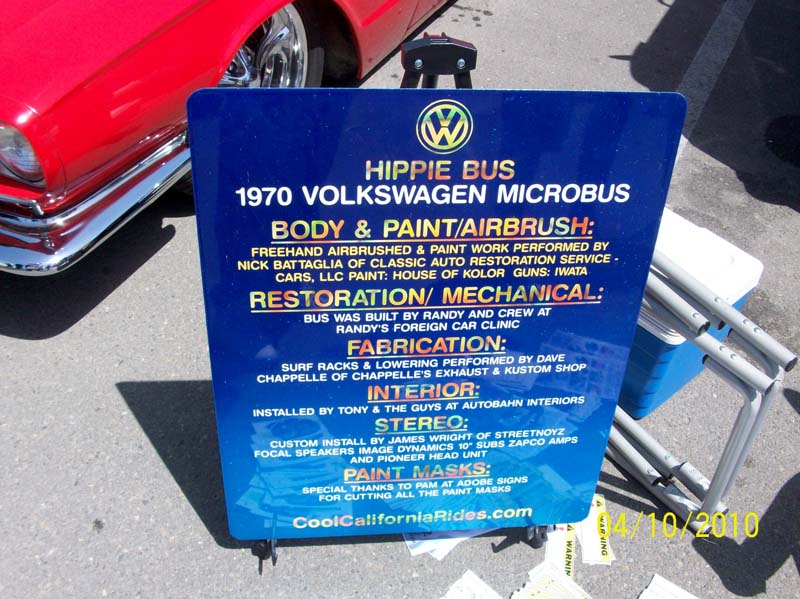 VW
HIPPIE BUS
1970 VOLKSWAGEN MICROBUS
BODY & PAINT/AIRBRUSH:
FREEHAND AIRBRUSHED & PAINT WORK PERFORMED BY
NICK BATTAGLIA OF CLASSIC AUTO RESTORATION SERVICE -
CARS, LLC PAINT: HOUSE OF KOLOR GUNS: IWATA
RESTORATION/ MECHANICAL:
BUS WAS BUILT BY RANDY AND CREW AT
RANDY'S FOREIGN CAR CLINIC
FABRICATION:
SURF RACKS & LOWERING PERFORMED BY DAVE
CHAPPELLE OF CHAPPELLE'S EXHAUST & KUSTOM SHOP
INTERIOR:
INSTALLED BY TONY & THE GUYS AT AUTOBAHN INTERIORS
STEREO:
CUSTOM INSTALL BY JAMES WRIGHT OF STREETNOYZ
FOCAL SPEAKERS IMAGE DYNAMICS 10" SUBS ZAPCO AMPS
AND PIONEER HEAD UNIT
PAINT MASKS:
SPECIAL THANKS TO PAM AT ADOBE SIGNS
FOR CUTTING ALL THE PAINT MASKS
CoolCaliforniaRides.com
WARNING
WARNIN
04/10/2010